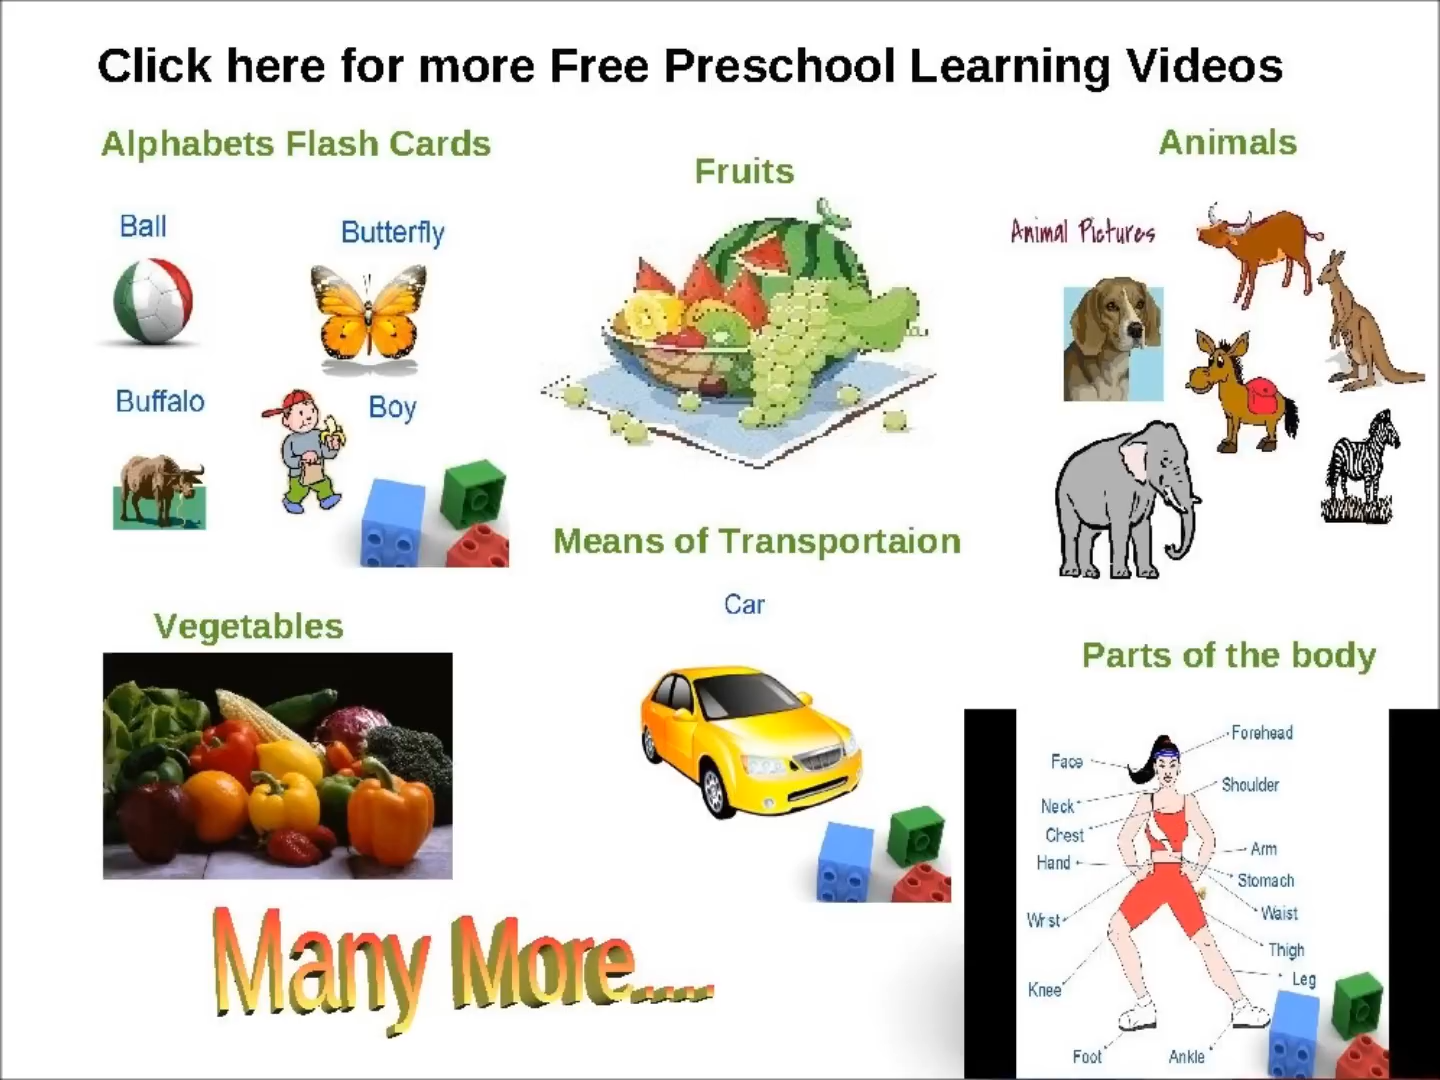 Click here for more Free Preschool Learning Videos
Alphabets Flash Cards
Ball
Butterfly
Buffalo
Boy
Fruits
Animals
Animal Pictures
Means of Transportaion
Car
Vegetables
Parts of the body
Forehead
Face
Shoulder
Neck
Chest
Arm
Hand
Stomach
Waist
Wrist
Thigh
Leg
Knee
Foot
Ankle
Many More....